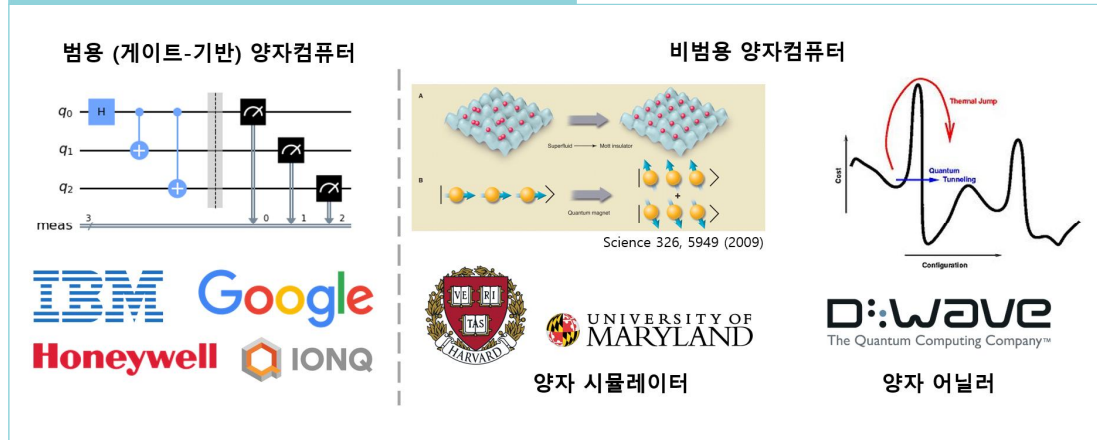 범용 (게이트-기반) 양자컴퓨터
q0
H
q1
q2
3
0
1
2
meas
IBM
Google
Honeywell
IONQ
비범용 양자컴퓨터
A
Superfluid
Mott insulator
B
Quantum magnet
+
Science 326, 5949 (2009)
VE RI
TAS
HARVARD
UNIVERSITY OF
MARYLAND
양자 시뮬레이터
Thermal Jump
Cost
Quantum
Tunneling
Configuration
D:wave
The Quantum Computing Company™
양자 어닐러